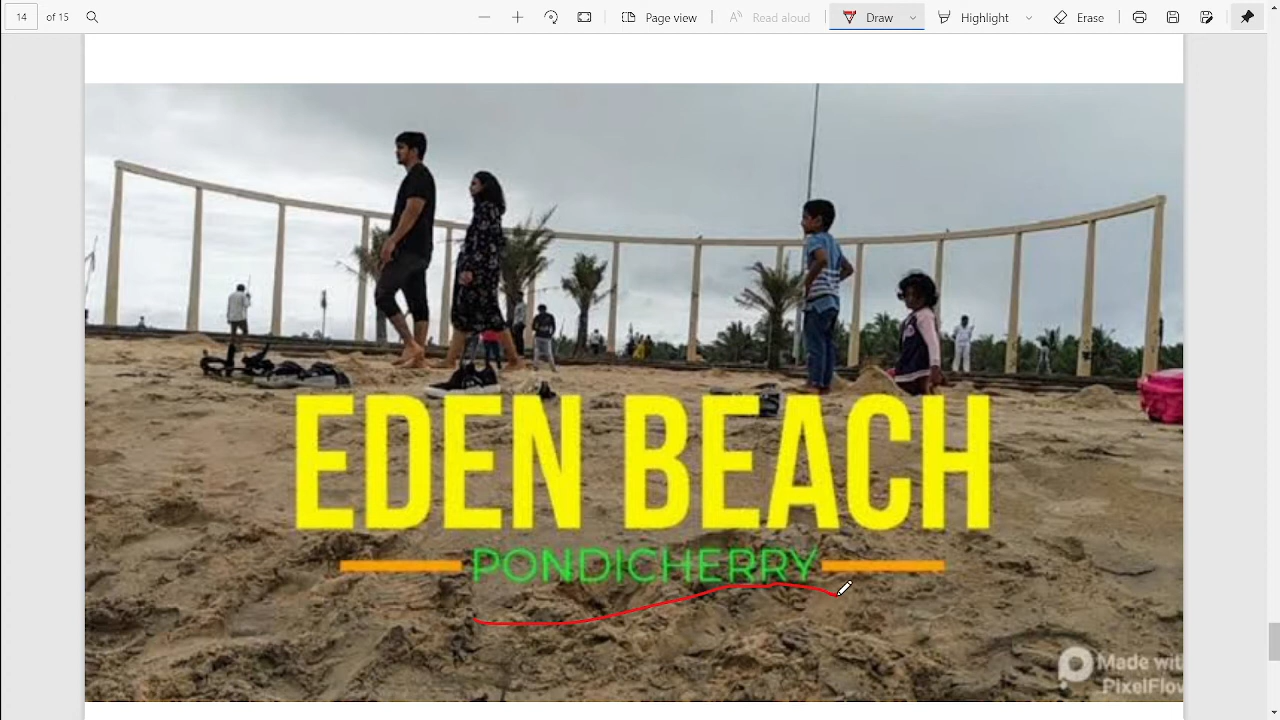 14 of 15 Page view Read aloud Draw Highlight Erase
EDEN BEACH
PONDICHERRY
Made wit
PixelFlow